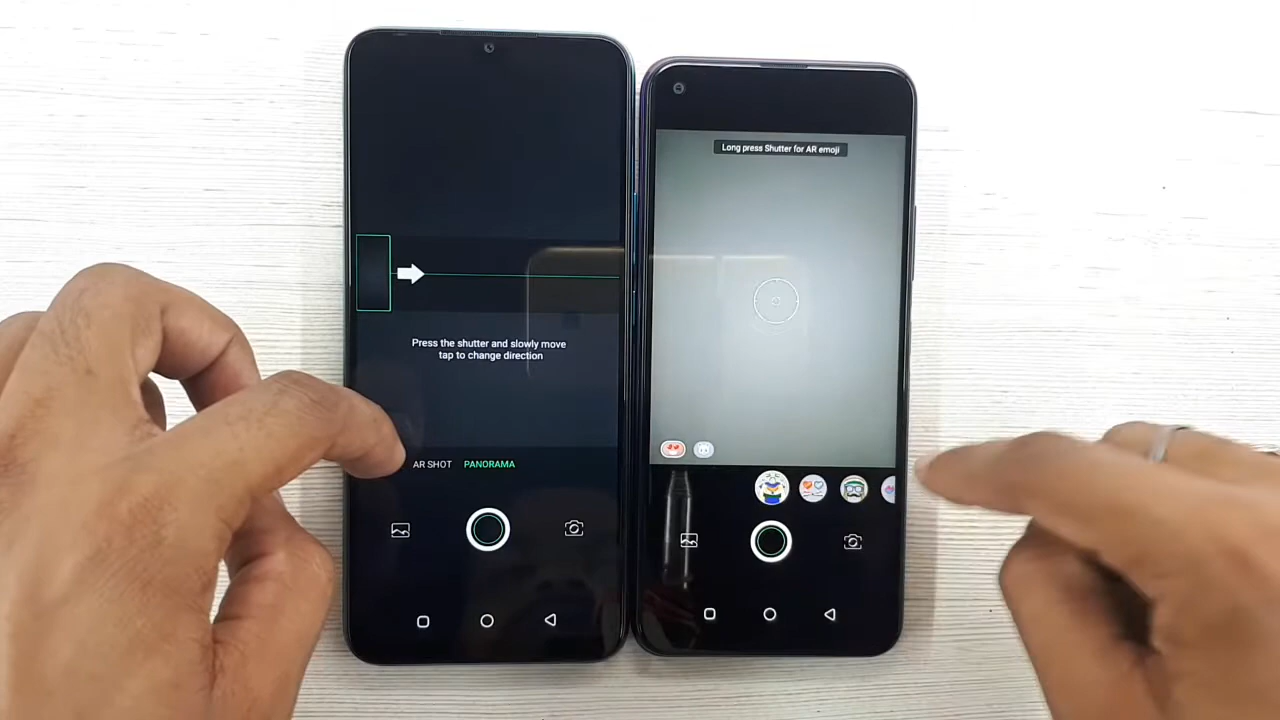 Press the shutter and slowly move
tap to change direction
AR SHOT PANORAMA
Long press Shutter for AR emoji